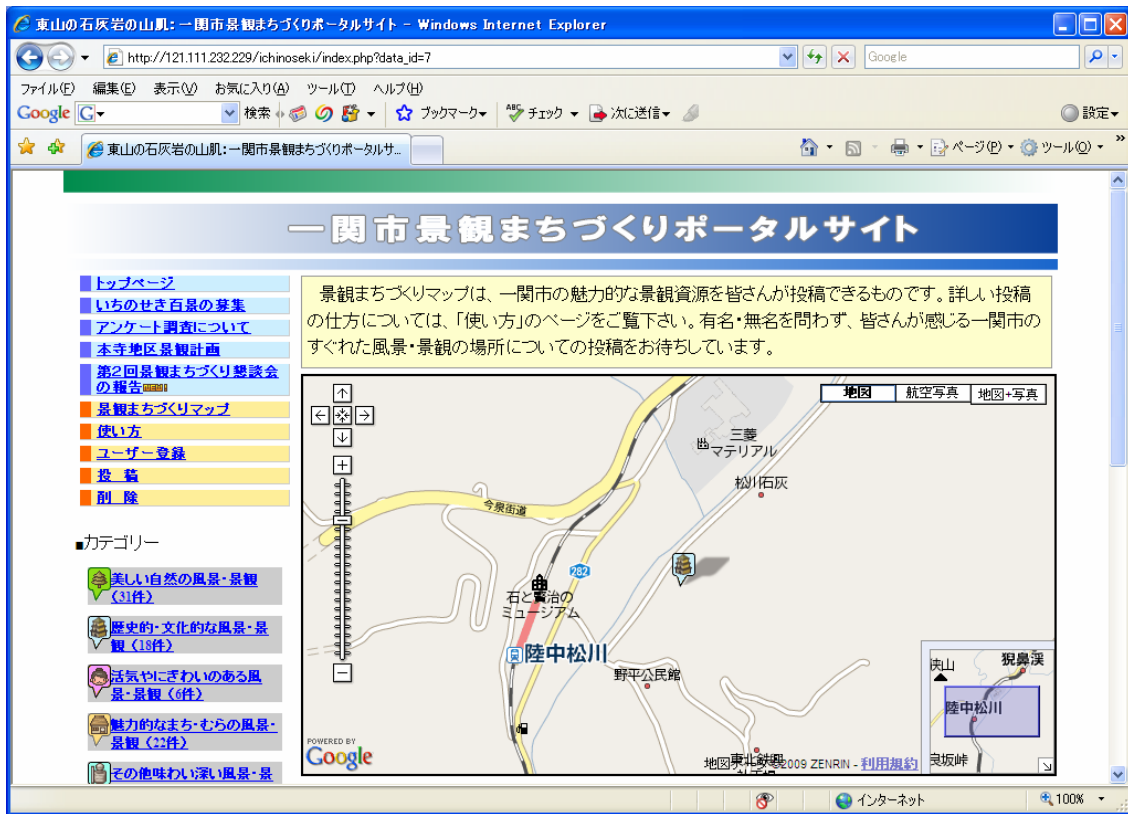 東山の石灰岩の山肌:一関市景観まちづくりポータルサイト - Windows Internet Explorer
http://121.111.232.229/ichinoseki/index.php?data_id=7
Google
ファイル(F) 編集(E) 表示(V) お気に入り(A) ツール(T) ヘルプ(H)
Google G 検索 ブックマーク ABC チェック 次に送信 設定
東山の石灰岩の山肌:一関市景観まちづくりポータルサ... ページ(P) ツール(O) »
一関市景観まちづくりポータルサイト
トップページ
いちのせき百景の募集
アンケート調査について
本寺地区景観計画
第2回景観まちづくり懇談会
の報告
景観まちづくりマップ
使い方
ユーザー登録
投 稿
削 除
■カテゴリー
美しい自然の風景・景観
(31件)
歴史的・文化的な風景・景
観 (18件)
活気やにぎわいのある風
景・景観 (6件)
魅力的なまち・むらの風景・
景観 (22件)
その他味わい深い風景・景
景観まちづくりマップは、一関市の魅力的な景観資源を皆さんが投稿できるものです。詳しい投稿
の仕方については、「使い方」のページをご覧下さい。有名・無名を問わず、皆さんが感じる一関市の
すぐれた風景・景観の場所についての投稿をお待ちしています。
地図 航空写真 地図+写真
三菱
マテリアル
松川石灰
今泉街道
282
石と賢治の
ミュージアム
陸中松川
野平公民館
猊鼻渓
夾山
陸中松川
良坂峠
POWERED BY
Google
東北鉄興
地図 ©2009 ZENRIN - 利用規約
インターネット 100%